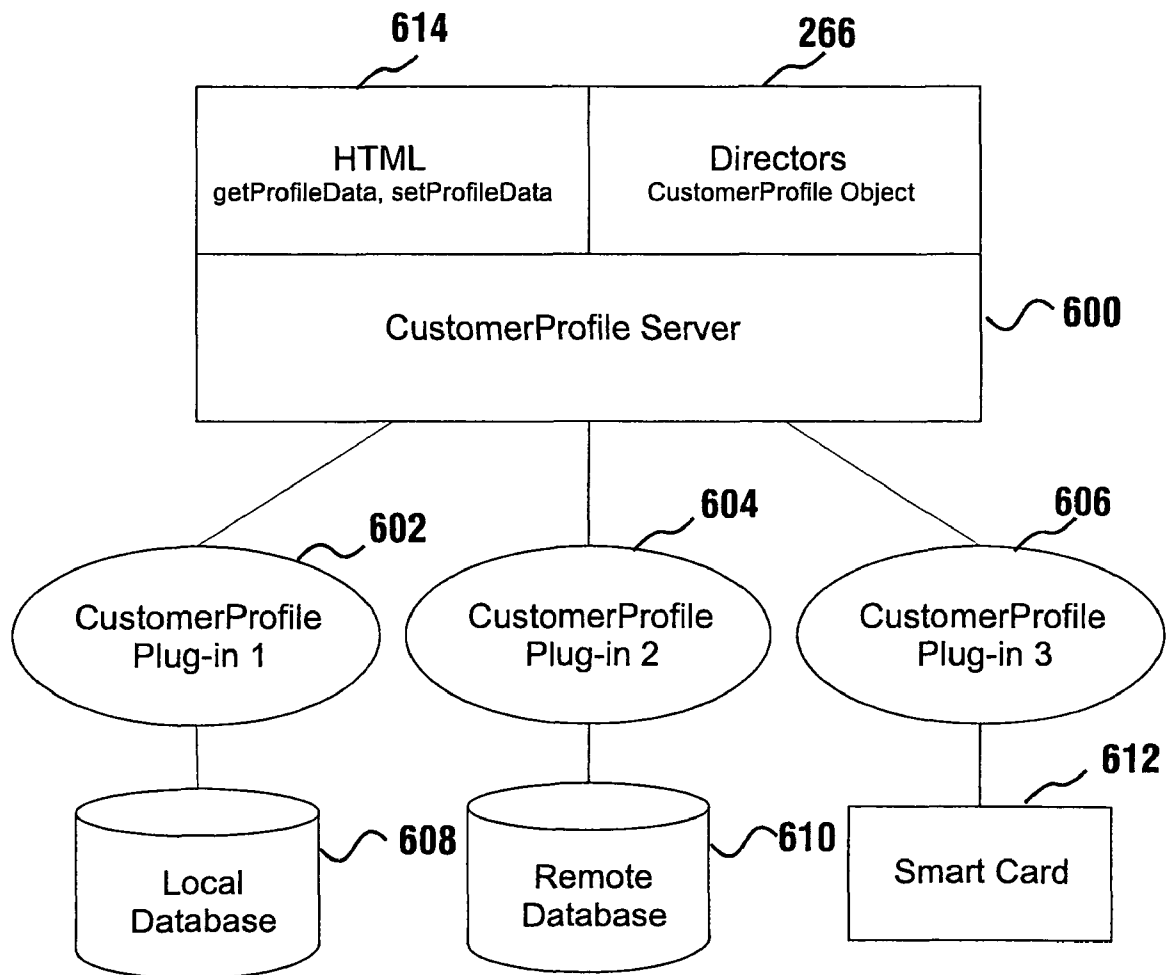 614
266
HTML
getProfileData, setProfileData
Directors
CustomerProfile Object
CustomerProfile Server
600
602
604
606
CustomerProfile
Plug-in 1
CustomerProfile
Plug-in 2
CustomerProfile
Plug-in 3
608
610
612
Local
Database
Remote
Database
Smart Card